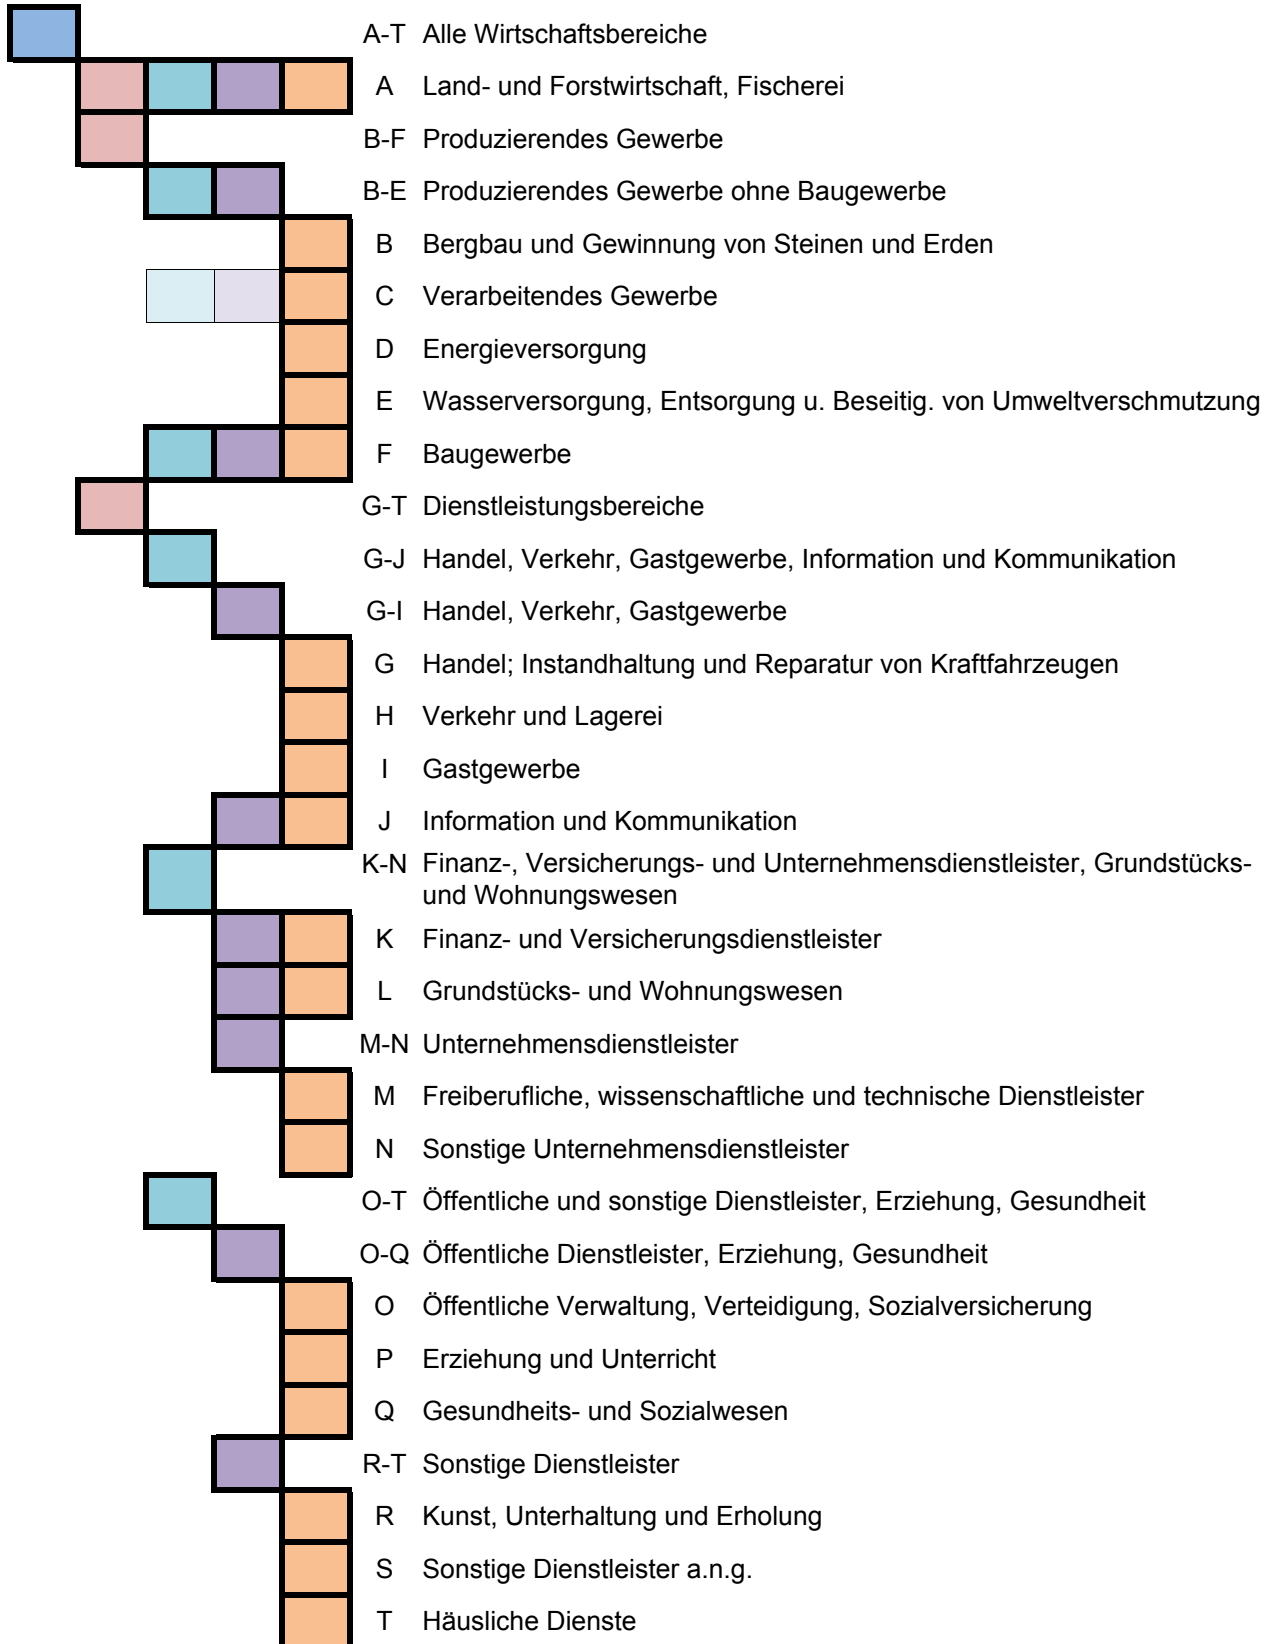 A-T Alle Wirtschaftsbereiche
A Land- und Forstwirtschaft, Fischerei
B-F Produzierendes Gewerbe
B-E Produzierendes Gewerbe ohne Baugewerbe
B Bergbau und Gewinnung von Steinen und Erden
C Verarbeitendes Gewerbe
D Energieversorgung
E Wasserversorgung, Entsorgung u. Beseitig. von Umweltverschmutzung
F Baugewerbe
G-T Dienstleistungsbereiche
G-J Handel, Verkehr, Gastgewerbe, Information und Kommunikation
G-I Handel, Verkehr, Gastgewerbe
G Handel; Instandhaltung und Reparatur von Kraftfahrzeugen
H Verkehr und Lagerei
I Gastgewerbe
J Information und Kommunikation
K-N Finanz-, Versicherungs- und Unternehmensdienstleister, Grundstücks-
und Wohnungswesen
K Finanz- und Versicherungsdienstleister
L Grundstücks- und Wohnungswesen
M-N Unternehmensdienstleister
M Freiberufliche, wissenschaftliche und technische Dienstleister
N Sonstige Unternehmensdienstleister
O-T Öffentliche und sonstige Dienstleister, Erziehung, Gesundheit
O-Q Öffentliche Dienstleister, Erziehung, Gesundheit
O Öffentliche Verwaltung, Verteidigung, Sozialversicherung
P Erziehung und Unterricht
Q Gesundheits- und Sozialwesen
R-T Sonstige Dienstleister
R Kunst, Unterhaltung und Erholung
S Sonstige Dienstleister a.n.g.
T Häusliche Dienste